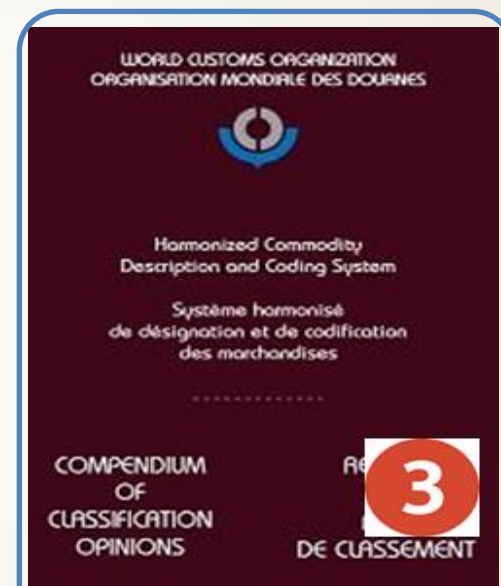 WORLD CUSTOMS ORGANIZATION
ORGANISATION MONDIALE DES DOUANES
Harmonized Commodity
Description and Coding System
Système harmonisé
de désignation et de codification
des marchandises
COMPENDIUM
OF
CLASSIFICATION
OPINIONS
3
DE CLASSEMENT